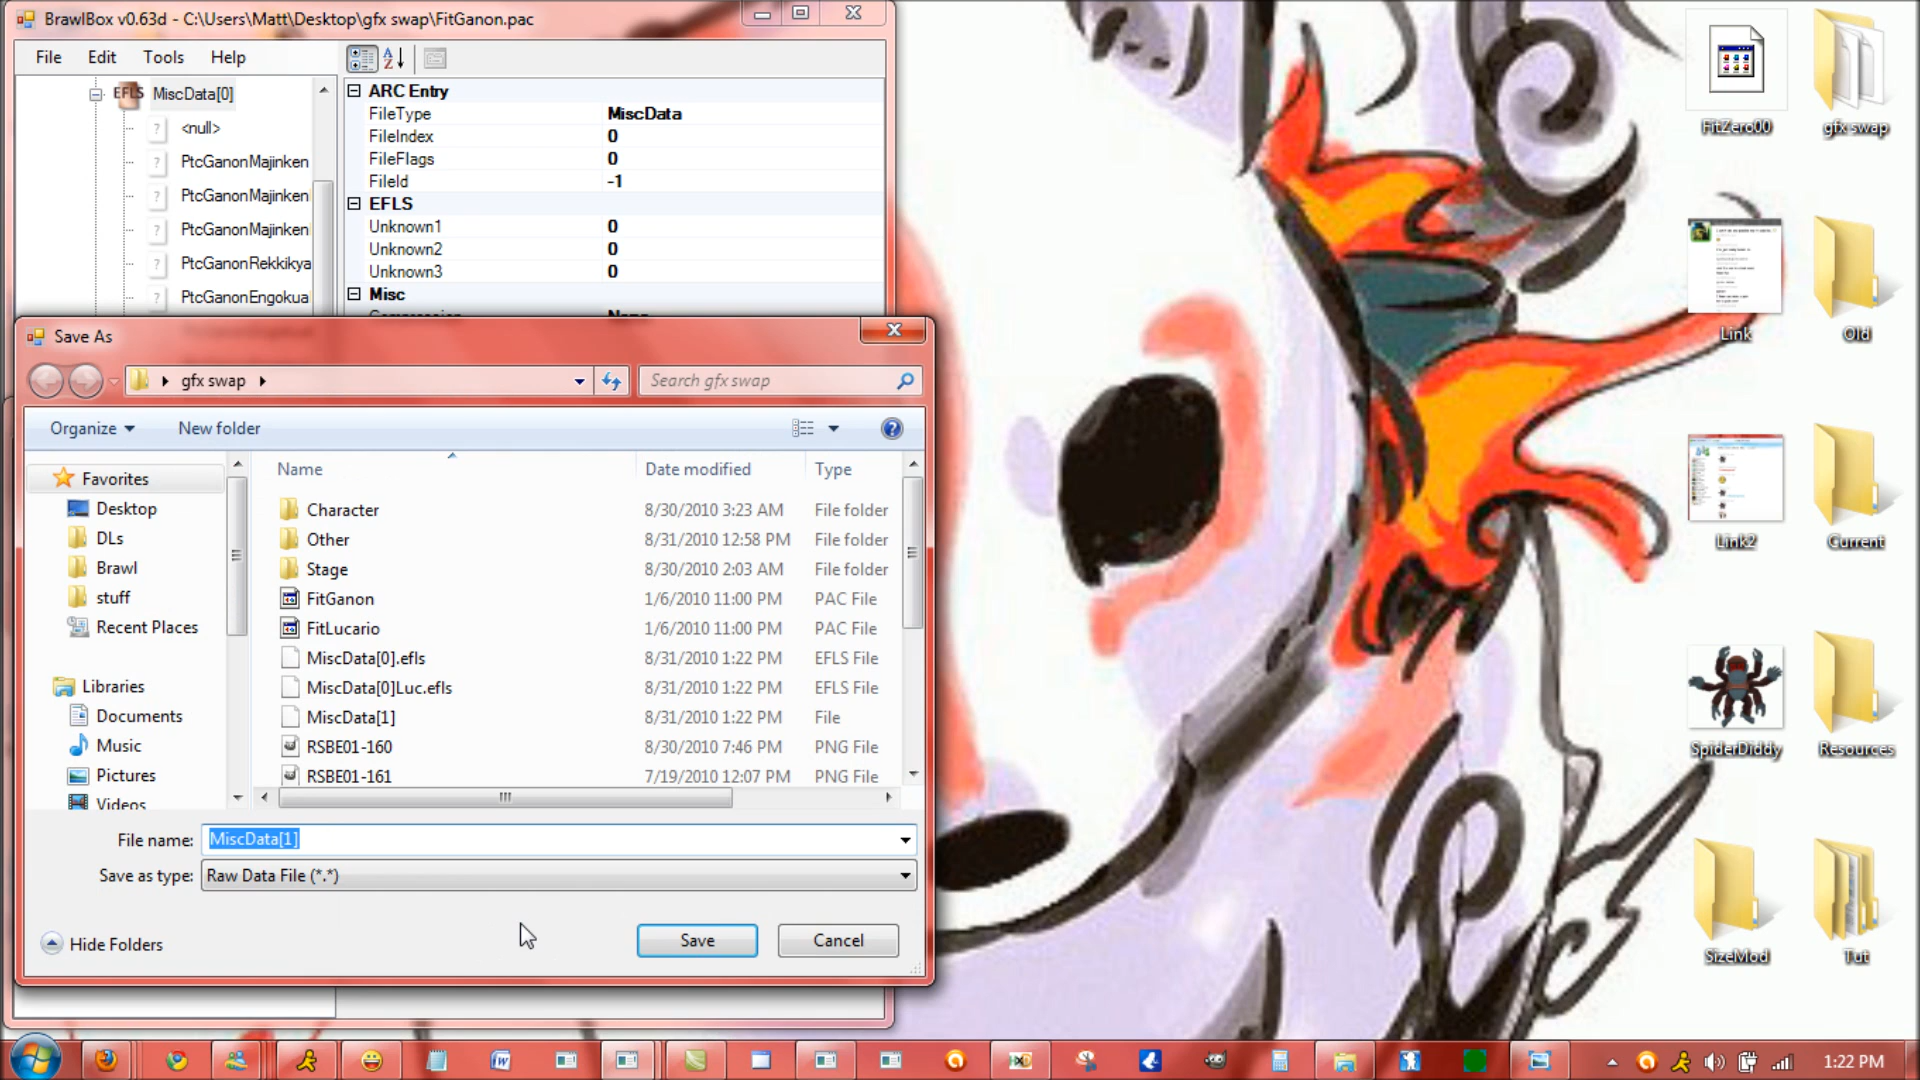 BrawlBox v0.63d - C:\Users\Matt\Desktop\gfx swap\FitGanon.pac
File Edit Tools Help
EFLS MiscData[0]
<null>
PtcGanonMajinken
PtcGanonMajinken
PtcGanonMajinken
PtcGanonRekkikya
PtcGanonEngokua
ARC Entry
FileType MiscData
FileIndex 0
FileFlags 0
FileId -1
EFLS
Unknown1 0
Unknown2 0
Unknown3 0
Misc
Save As
gfx swap
Search gfx swap
Organize New folder
Favorites
Desktop
DLs
Brawl
stuff
Recent Places
Libraries
Documents
Music
Pictures
Videos
Name Date modified Type
Character 8/30/2010 3:23 AM File folder
Other 8/31/2010 12:58 PM File folder
Stage 8/30/2010 2:03 AM File folder
FitGanon 1/6/2010 11:00 PM PAC File
FitLucario 1/6/2010 11:00 PM PAC File
MiscData[0].efls 8/31/2010 1:22 PM EFLS File
MiscData[0]Luc.efls 8/31/2010 1:22 PM EFLS File
MiscData[1] 8/31/2010 1:22 PM File
RSBE01-160 8/30/2010 7:46 PM PNG File
RSBE01-161 7/19/2010 12:07 PM PNG File
File name: MiscData[1]
Save as type: Raw Data File (*.*)
Hide Folders
Save Cancel
FitZero00
gfx swap
Link
Old
Link2
Current
SpiderDiddy
Resources
SizeMod
Tut
1:22 PM